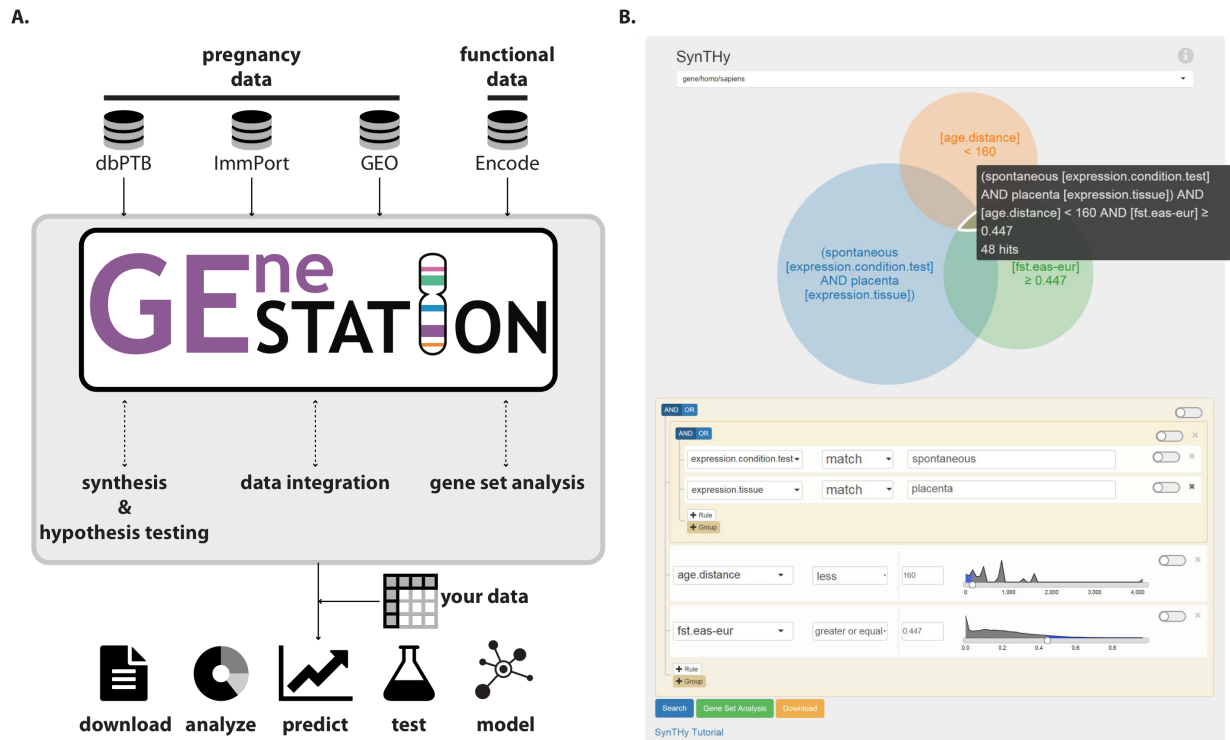 A.
pregnancy
data
functional
data
dbPTB
ImmPort
GEO
Encode
GEne
STATION
synthesis
&
hypothesis testing
data integration
gene set analysis
your data
download
analyze
predict
test
model
B.
SynTHy
gene/homo/sapiens
[age.distance]
< 160
(spontaneous [expression.condition.test]
AND placenta [expression.tissue]) AND
[age.distance] < 160 AND [fst.eas-eur] ≥
0.447
48 hits
(spontaneous
[expression.condition.test]
AND placenta
[expression.tissue])
[fst.eas-eur]
≥ 0.447
AND OR
AND OR
expression.condition.test match spontaneous
expression.tissue match placenta
+ Rule
+ Group
age.distance less 160
0 1,000 2,000 3,000 4,000
fst.eas-eur greater or equal 0.447
0.0 0.2 0.4 0.6 0.8
+ Rule
+ Group
Search Gene Set Analysis Download
SynTHy Tutorial